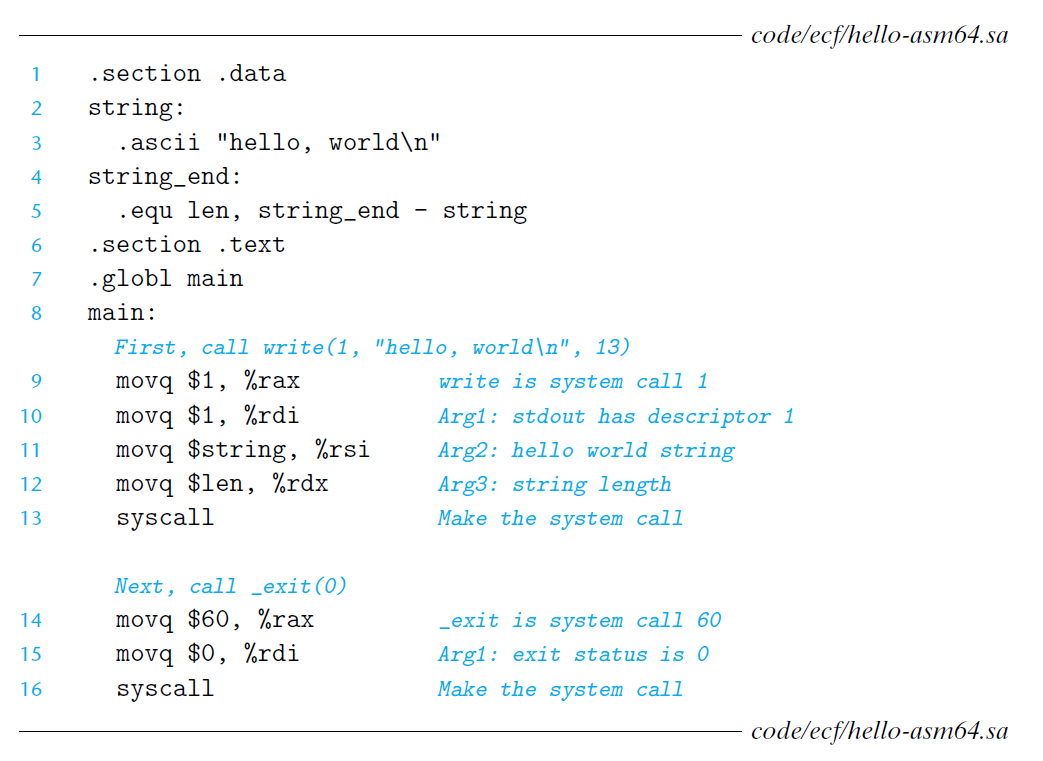 code/ecf/hello-asm64.sa
1 .section .data
2 string:
3 .ascii "hello, world\n"
4 string_end:
5 .equ len, string_end - string
6 .section .text
7 .globl main
8 main:
First, call write(1, "hello, world\n", 13)
9 movq $1, %rax write is system call 1
10 movq $1, %rdi Arg1: stdout has descriptor 1
11 movq $string, %rsi Arg2: hello world string
12 movq $len, %rdx Arg3: string length
13 syscall Make the system call
Next, call _exit(0)
14 movq $60, %rax _exit is system call 60
15 movq $0, %rdi Arg1: exit status is 0
16 syscall Make the system call
code/ecf/hello-asm64.sa